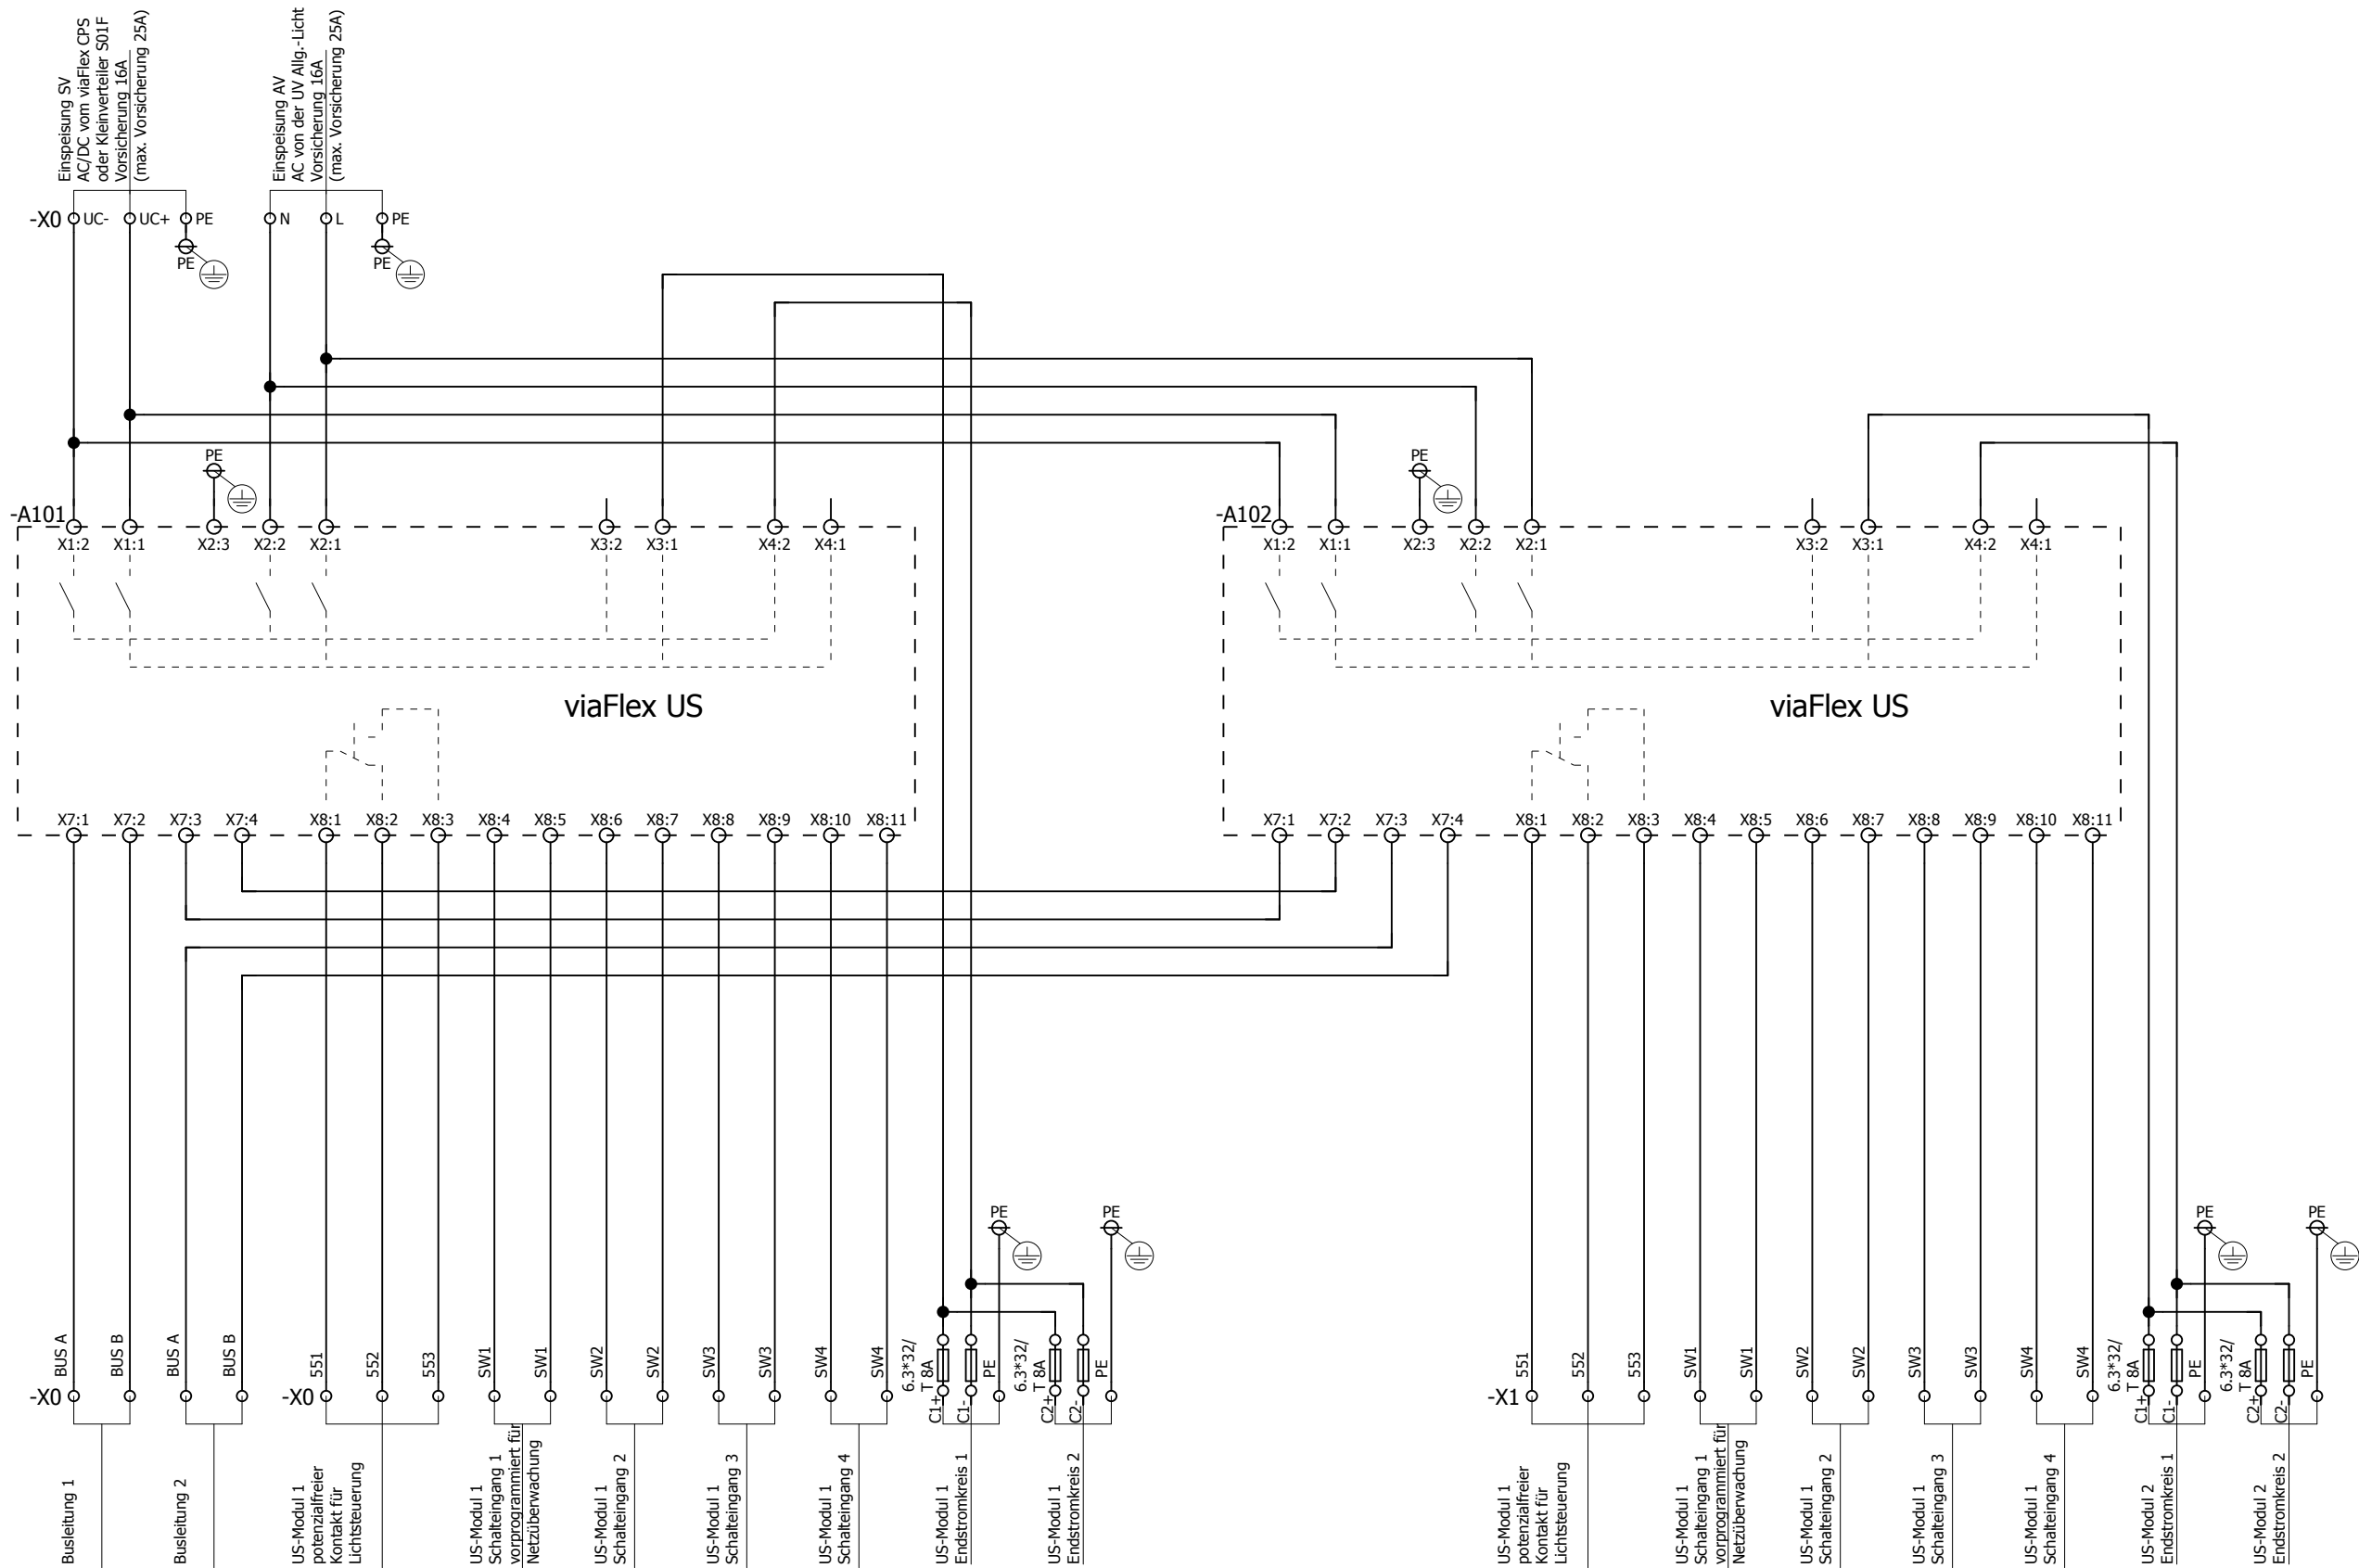 Einspeisung SV
AC/DC vom viaFlex CPS
oder Kleinverteiler S01F
Vorsicherung 16A
(max. Vorsicherung 25A)
Einspeisung AV
AC von der UV Allg.-Licht
Vorsicherung 16A
(max. Vorsicherung 25A)
-X0 UC- UC+ PE N L PE
PE PE
PE PE
-A101 -A102
X1:2 X1:1 X2:3 X2:2 X2:1 X3:2 X3:1 X4:2 X4:1
X1:2 X1:1 X2:3 X2:2 X2:1 X3:2 X3:1 X4:2 X4:1
viaFlex US viaFlex US
X7:1 X7:2 X7:3 X7:4 X8:1 X8:2 X8:3 X8:4 X8:5 X8:6 X8:7 X8:8 X8:9 X8:10 X8:11
X7:1 X7:2 X7:3 X7:4 X8:1 X8:2 X8:3 X8:4 X8:5 X8:6 X8:7 X8:8 X8:9 X8:10 X8:11
PE PE PE PE
-X0 BUS A BUS B BUS A BUS B
-X0 551 552 553 SW1 SW1 SW2 SW2 SW3 SW3 SW4 SW4
6.3*32/
T 8A
C1+ C1- PE
6.3*32/
T 8A
C2+ C2- PE
-X1 551 552 553 SW1 SW1 SW2 SW2 SW3 SW3 SW4 SW4
6.3*32/
T 8A
C1+ C1- PE
6.3*32/
T 8A
C2+ C2- PE
Busleitung 1
Busleitung 2
US-Modul 1
potenzialfreier
Kontakt für
Lichtsteuerung
US-Modul 1
Schalteingang 1
vorprogrammiert für
Netzüberwachung
US-Modul 1
Schalteingang 2
US-Modul 1
Schalteingang 3
US-Modul 1
Schalteingang 4
US-Modul 1
Endstromkreis 1
US-Modul 1
Endstromkreis 2
US-Modul 1
potenzialfreier
Kontakt für
Lichtsteuerung
US-Modul 1
Schalteingang 1
vorprogrammiert für
Netzüberwachung
US-Modul 1
Schalteingang 2
US-Modul 1
Schalteingang 3
US-Modul 1
Schalteingang 4
US-Modul 2
Endstromkreis 1
US-Modul 2
Endstromkreis 2